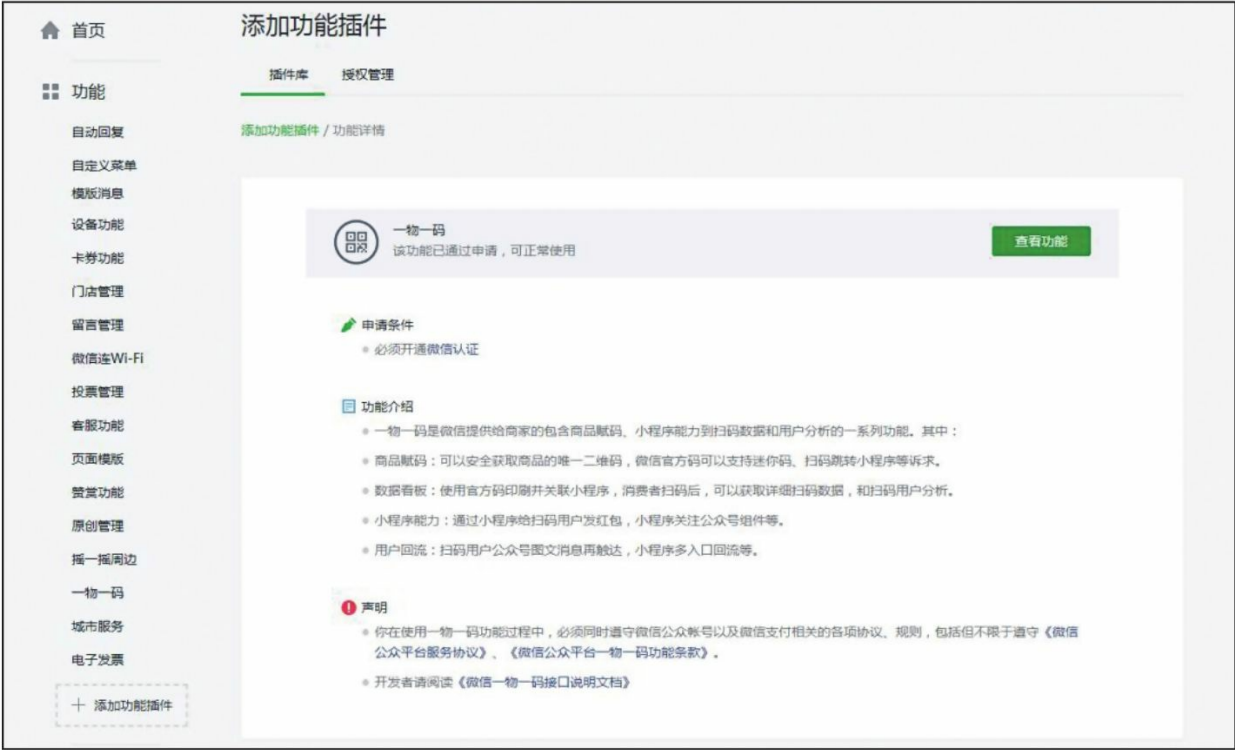 首页
功能
自动回复
自定义菜单
模版消息
设备功能
卡券功能
门店管理
留言管理
微信连Wi-Fi
投票管理
客服功能
页面模版
赞赏功能
原创管理
摇一摇周边
一物一码
城市服务
电子发票
添加功能插件
添加功能插件
插件库 授权管理
添加功能插件 / 功能详情
一物一码
该功能已通过申请，可正常使用
查看功能
申请条件
必须开通微信认证
功能介绍
一物一码是微信提供给商家的包含商品赋码、小程序能力到扫码数据和用户分析的一系列功能。其中：
商品赋码：可以安全获取商品的唯一二维码，微信官方码可以支持迷你码、扫码跳转小程序等诉求。
数据看板：使用官方码印刷并关联小程序，消费者扫码后，可以获取详细扫码数据，和扫码用户分析。
小程序能力：通过小程序给扫码用户发红包，小程序关注公众号组件等。
用户回流：扫码用户公众号图文消息再触达，小程序多入口回流等。
声明
你在使用一物一码功能过程中，必须同时遵守微信公众帐号以及微信支付相关的各项协议、规则，包括但不限于遵守《微信
公众平台服务协议》、《微信公众平台一物一码功能条款》。
开发者请阅读《微信一物一码接口说明文档》